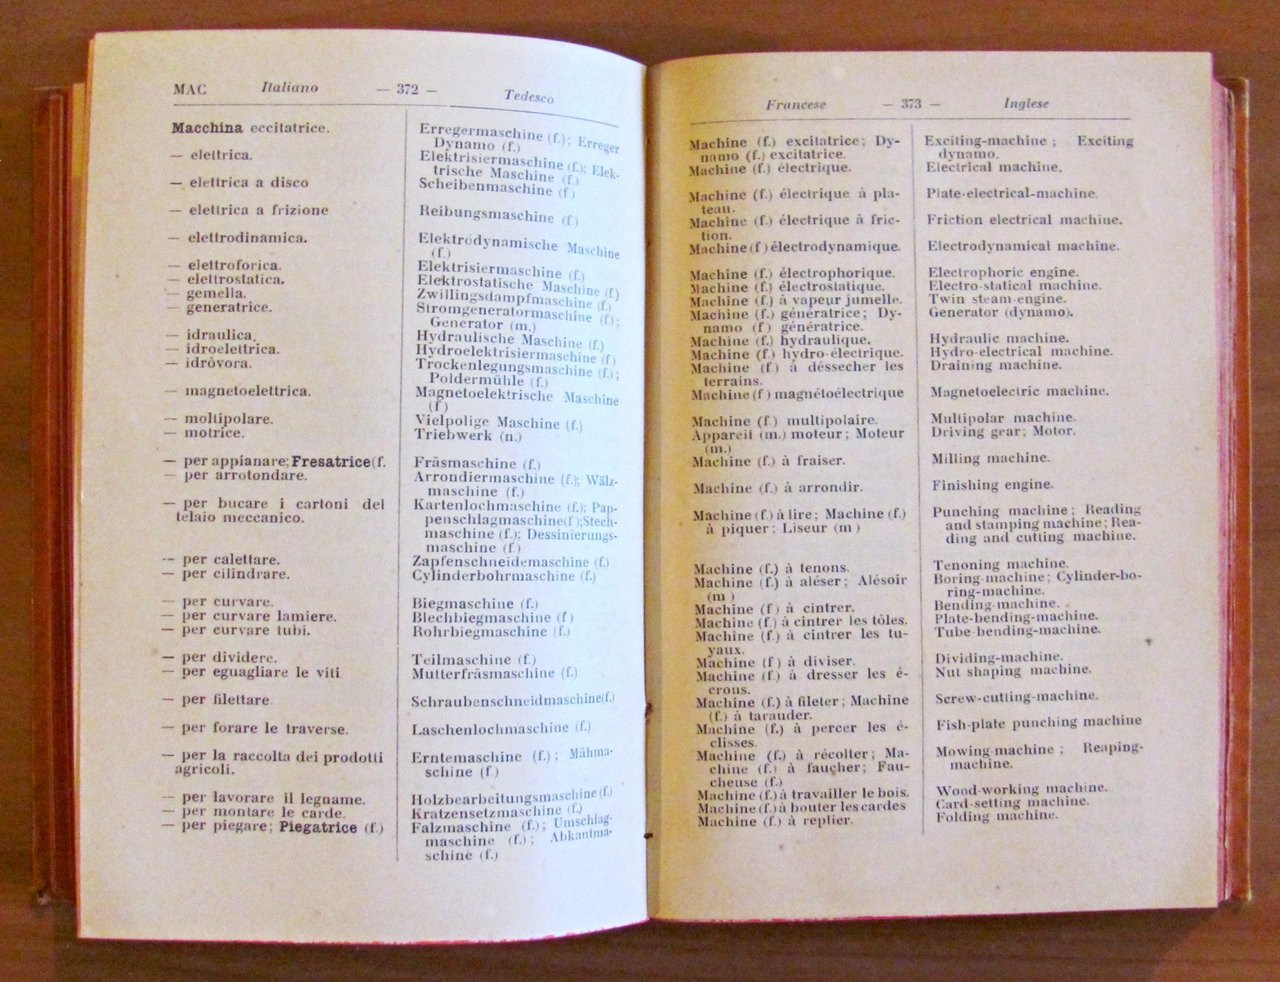 MAC Italiano — 372 — Tedesco
Macchina eccitatrice.
— elettrica.
— elettrica a disco
— elettrica a frizione
— elettrodinamica.
— elettroforica.
— elettrostatica.
— gemella.
— generatrice.
— idraulica.
— idroelettrica.
— idròvora.
— magnetoelettrica.
— moltipolare.
— motrice.
— per appianare; Fresatrice (f.
— per arrotondare.
— per bucare i cartoni del
telaio meccanico.
— per calettare.
— per cilindrare.
— per curvare.
— per curvare lamiere.
— per curvare tubi.
— per dividere.
— per eguagliare le viti
— per filettare
— per forare le traverse.
— per la raccolta dei prodotti
agricoli.
— per lavorare il legname.
— per montare le carde.
— per piegare; Piegatrice (f.)
Erregermaschine (f.); Erreger
Dynamo (f.)
Elektrisiermaschine (f.); Elek-
trische Maschine (f.)
Scheibenmaschine (f)
Reibungsmaschine (f)
Elektrodynamische Maschine
(f.)
Elektrisiermaschine (f.)
Elektrostatische Maschine (f.)
Zwillingsdampfmaschine (f.)
Stromgeneratormaschine (f.);
Generator (m.)
Hydraulische Maschine (f.)
Hydroelektrisiermaschine (f)
Trockenlegungsmaschine (f.);
Poldermühle (f.)
Magnetoelektrische Maschine
(f)
Vielpolige Maschine (f.)
Triebwerk (n.)
Fräsmaschine (f.)
Arrondiermaschine (f.); Wälz-
maschine (f.)
Kartenlochmaschine (f.); Pap-
penschlagmaschine(f);Stech-
maschine (f.); Dessinierungs-
maschine (f)
Zapfenschneidemaschine (f.)
Cylinderbohrmaschine (f.)
Biegmaschine (f.)
Blechbiegmaschine (f)
Rohrbiegmaschine (f.)
Teilmaschine (f.)
Mutterfräsmaschine (f.)
Schraubenschneidmaschine(f.)
Laschenlochmaschine (f.)
Erntemaschine (f.); Mähma-
schine (f)
Holzbearbeitungsmaschine(f.)
Kratzensetzmaschine (f.)
Falzmaschine (f.); Umschlag-
maschine (f.); Abkantma-
schine (f.)
Francese — 373 — Inglese
Machine (f.) excitatrice; Dy-
namo (f.) excitatrice.
Machine (f.) électrique.
Machine (f.) électrique à pla-
teau.
Machine (f.) électrique à fric-
tion.
Machine (f) électrodynamique.
Machine (f.) électrophorique.
Machine (f.) électrostatique.
Machine (f.) à vapeur jumelle.
Machine (f.) génératrice; Dy-
namo (f) génératrice.
Machine (f.) hydraulique.
Machine (f.) hydro-électrique.
Machine (f.) à déssecher les
terrains.
Machine (f) magnétoélectrique
Machine (f) multipolaire.
Appareil (m.) moteur; Moteur
(m.)
Machine (f.) à fraiser.
Machine (f.) à arrondir.
Machine (f.) à lire; Machine (f.)
à piquer: Liseur (m)
Machine (f.) à tenons.
Machine (f.) à aléser; Alésoir
(m)
Machine (f) à cintrer.
Machine (f.) à cintrer les tôles.
Machine (f.) à cintrer les tu-
yaux.
Machine (f) à diviser.
Machine (f.) à dresser les é-
crous.
Machine (f.) à fileter; Machine
(f.) à tarauder.
Machine (f.) à percer les é-
clisses.
Machine (f.) à récolter; Ma-
chine (f.) à faucher; Fau-
cheuse (f.)
Machine (f.) à travailler le bois.
Machine (f.) à bouter les cardes
Machine (f.) à replier.
Exciting-machine; Exciting
dynamo.
Electrical machine.
Plate-electrical-machine.
Friction electrical machine.
Electrodynamical machine.
Electrophoric engine.
Electro-statical machine.
Twin steam-engine.
Generator (dynamo).
Hydraulic machine.
Hydro-electrical machine.
Draining machine.
Magnetoelectric machine.
Multipolar machine.
Driving gear; Motor.
Milling machine.
Finishing engine.
Punching machine; Reading
and stamping machine; Rea-
ding and cutting machine.
Tenoning machine.
Boring-machine; Cylinder-bo-
ring-machine.
Bending-machine.
Plate-bending-machine.
Tube-bending-machine.
Dividing-machine.
Nut shaping machine.
Screw-cutting-machine.
Fish-plate punching machine
Mowing-machine; Reaping-
machine.
Wood-working machine.
Card-setting machine.
Folding machine.